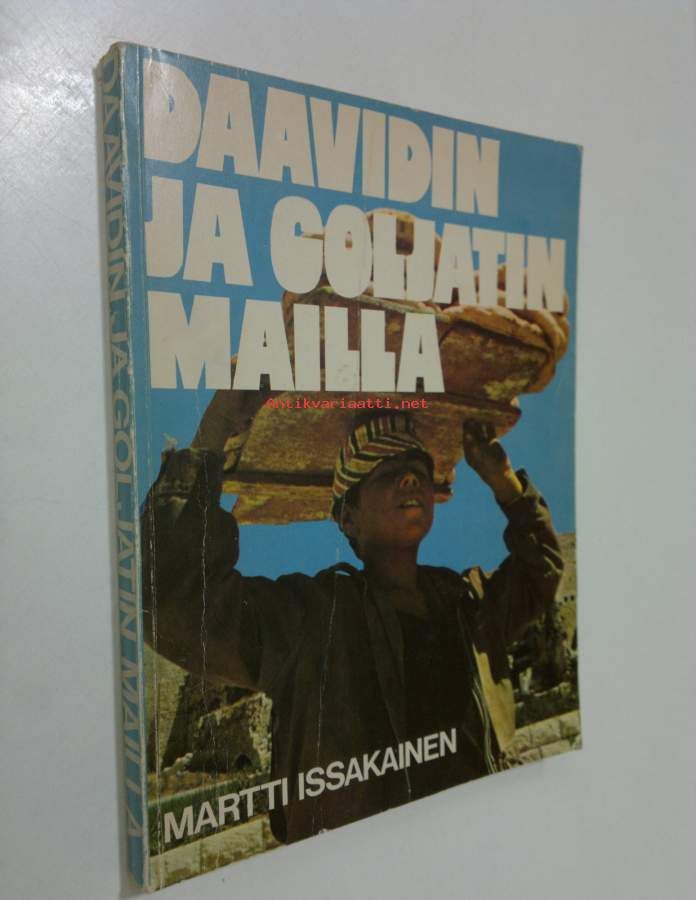 DAAVIDIN
JA GOLJATIN
MAILLA
Antikvariaatti.net
MARTTI ISSAKAINEN
DAAVIDIN JA GOLJATIN MAILLA